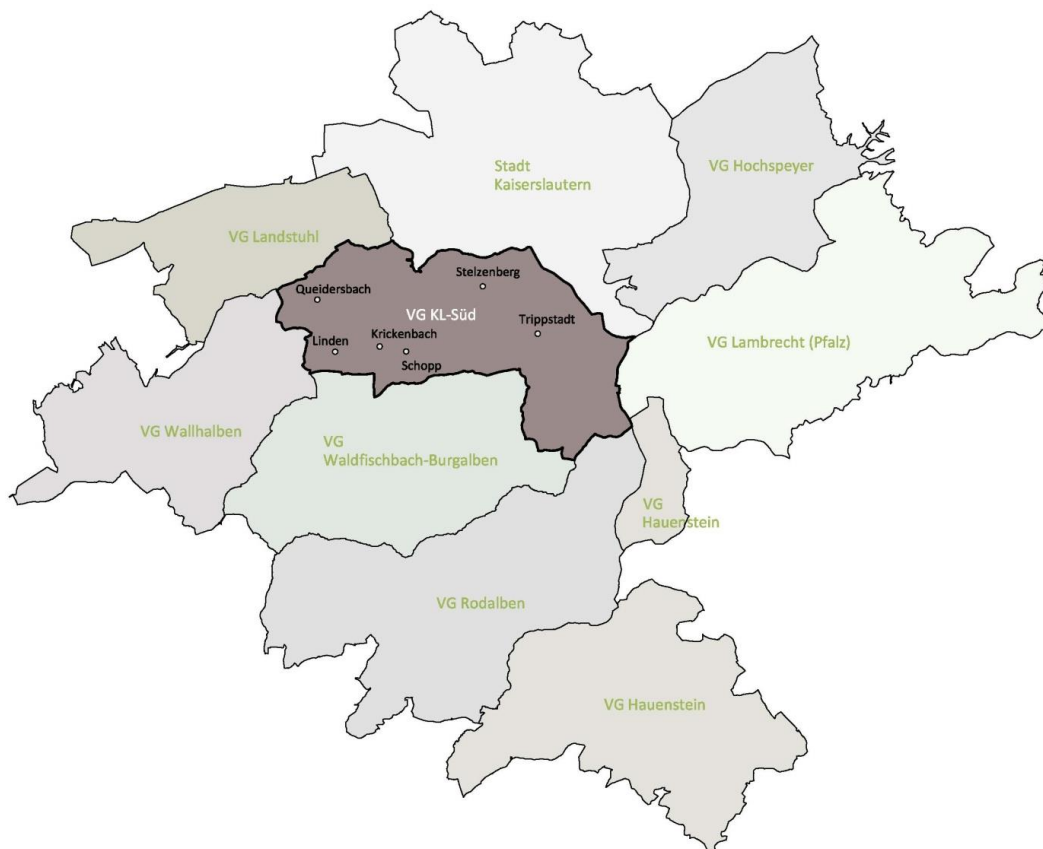 Stadt
Kaiserslautern
VG Hochspeyer
VG Landstuhl
Stelzenberg
Queidersbach
VG KL-Süd
Trippstadt
Krickenbach
Linden
Schopp
VG Lambrecht (Pfalz)
VG Wallhalben
VG
Waldfischbach-Burgalben
VG
Hauenstein
VG Rodalben
VG Hauenstein